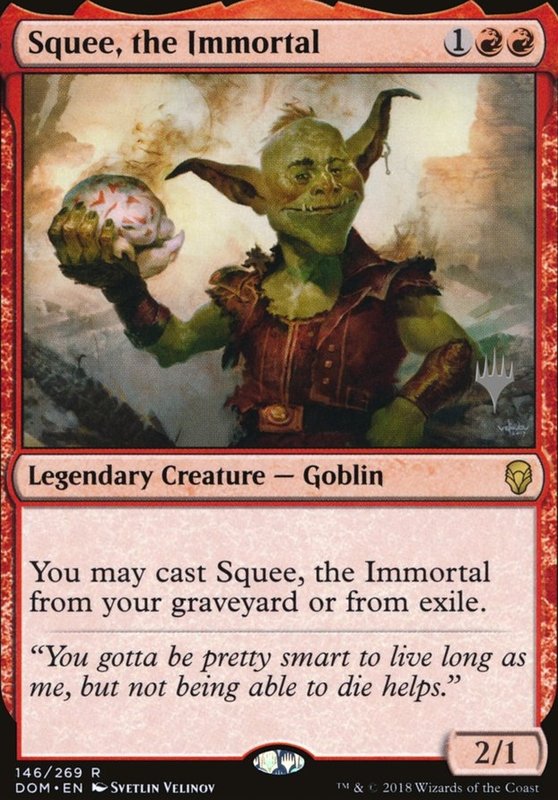 Squee, the Immortal 1
Legendary Creature — Goblin
You may cast Squee, the Immortal
from your graveyard or from exile.
“You gotta be pretty smart to live long as
me, but not being able to die helps.”
2/1
146/269 R
DOM • EN Svetlin Velinov
™ & © 2018 Wizards of the Coast